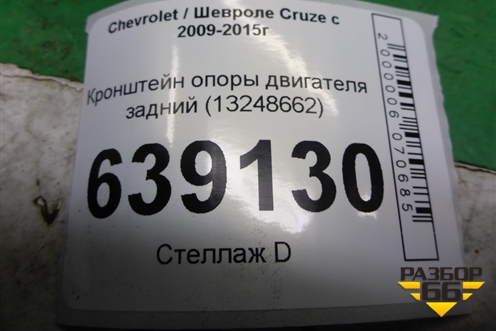 Chevrolet / Шевроле Cruze с
2009-2015г
Кронштейн опоры двигателя
задний (13248662)
639130
Стеллаж D
2000006070685
РАЗБОР
66